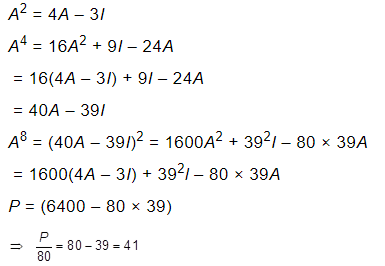 A² = 4A – 3I
A⁴ = 16A² + 9I – 24A
= 16(4A – 3I) + 9I – 24A
= 40A – 39I
A⁸ = (40A – 39I)² = 1600A² + 39²I – 80 × 39A
= 1600(4A – 3I) + 39²I – 80 × 39A
P = (6400 – 80 × 39)
⇒ P/80 = 80 – 39 = 41